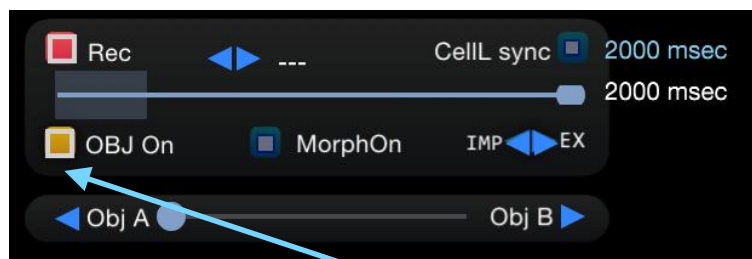 Rec --- CellL sync 2000 msec
2000 msec
OBJ On MorphOn IMP EX
Obj A Obj B